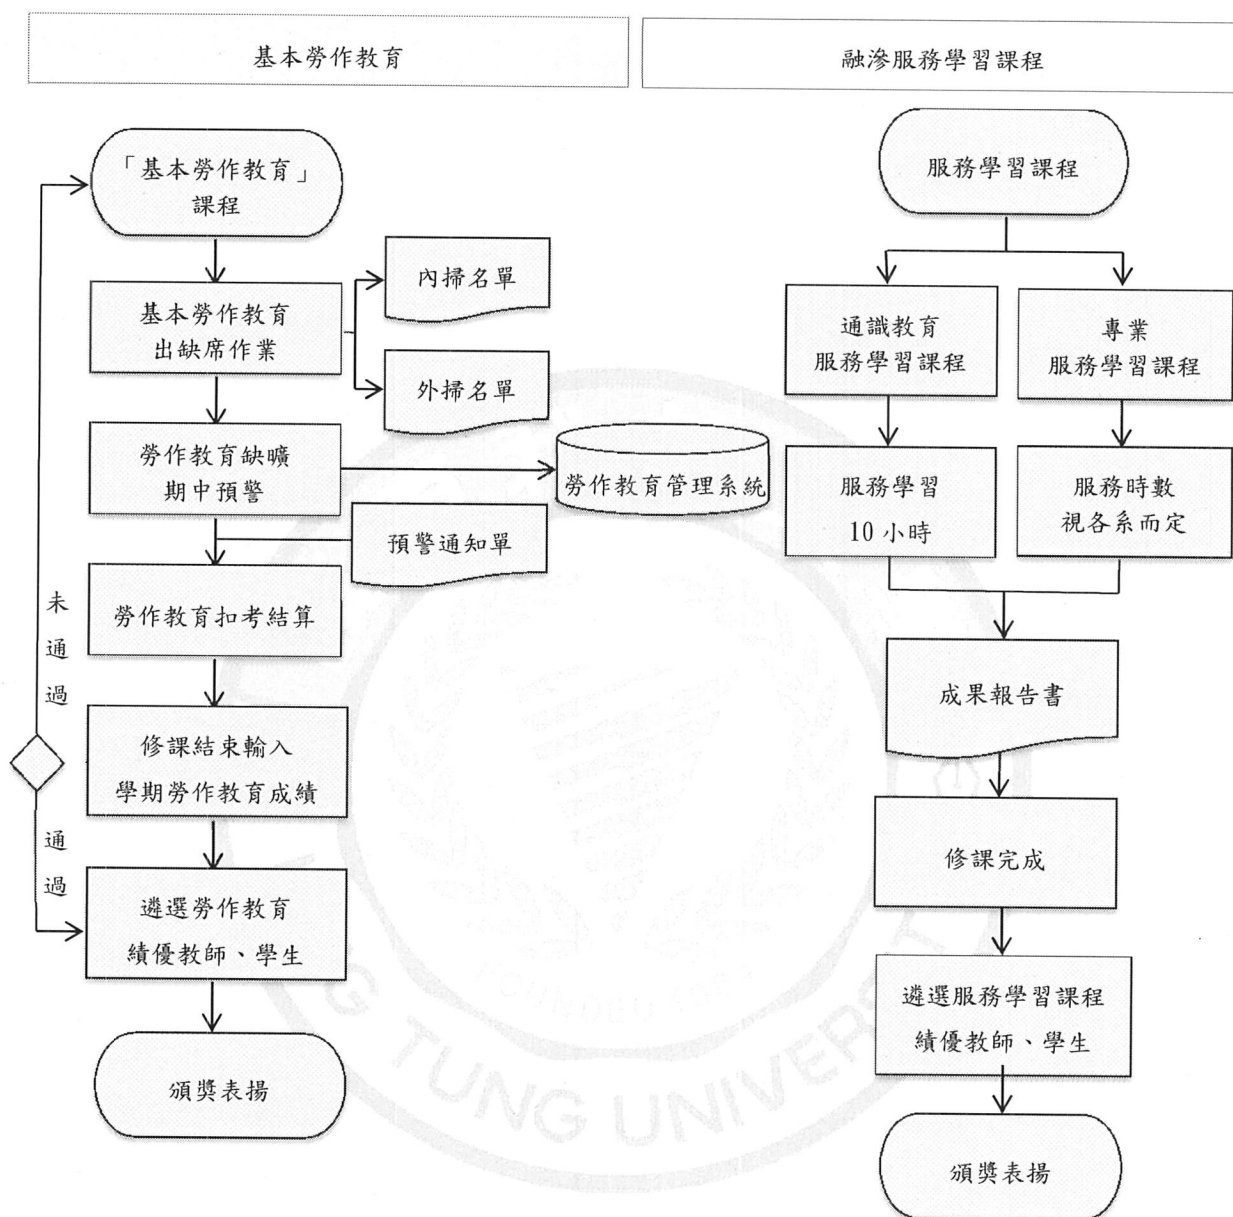 基本勞作教育
融滲服務學習課程
「基本勞作教育」
課程
基本勞作教育
出缺席作業
內掃名單
外掃名單
勞作教育缺曠
期中預警
勞作教育管理系統
預警通知單
勞作教育扣考結算
未
通
過
修課結束輸入
學期勞作教育成績
通
過
遴選勞作教育
績優教師、學生
頒獎表揚
服務學習課程
通識教育
服務學習課程
專業
服務學習課程
服務學習
10 小時
服務時數
視各系而定
成果報告書
修課完成
遴選服務學習課程
績優教師、學生
頒獎表揚
TUNG UNIVERSIT